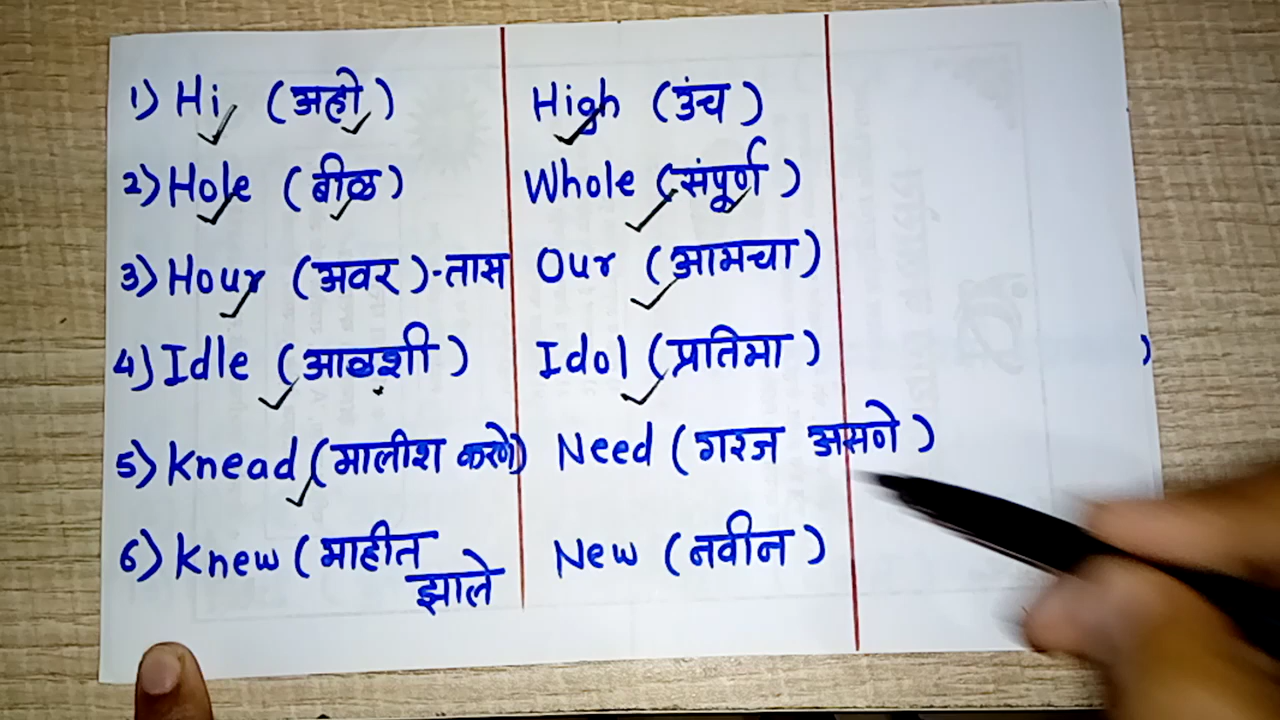 1) Hi (अहो) High (उंच)
2) Hole (बीळ) Whole (संपूर्ण)
3) Hour (अवर)-तास Our (आमचा)
4) Idle (आळशी) Idol (प्रतिमा)
5) Knead (मालीश करणे) Need (गरज असणे)
6) Knew (माहीत New (नवीन)
झाले